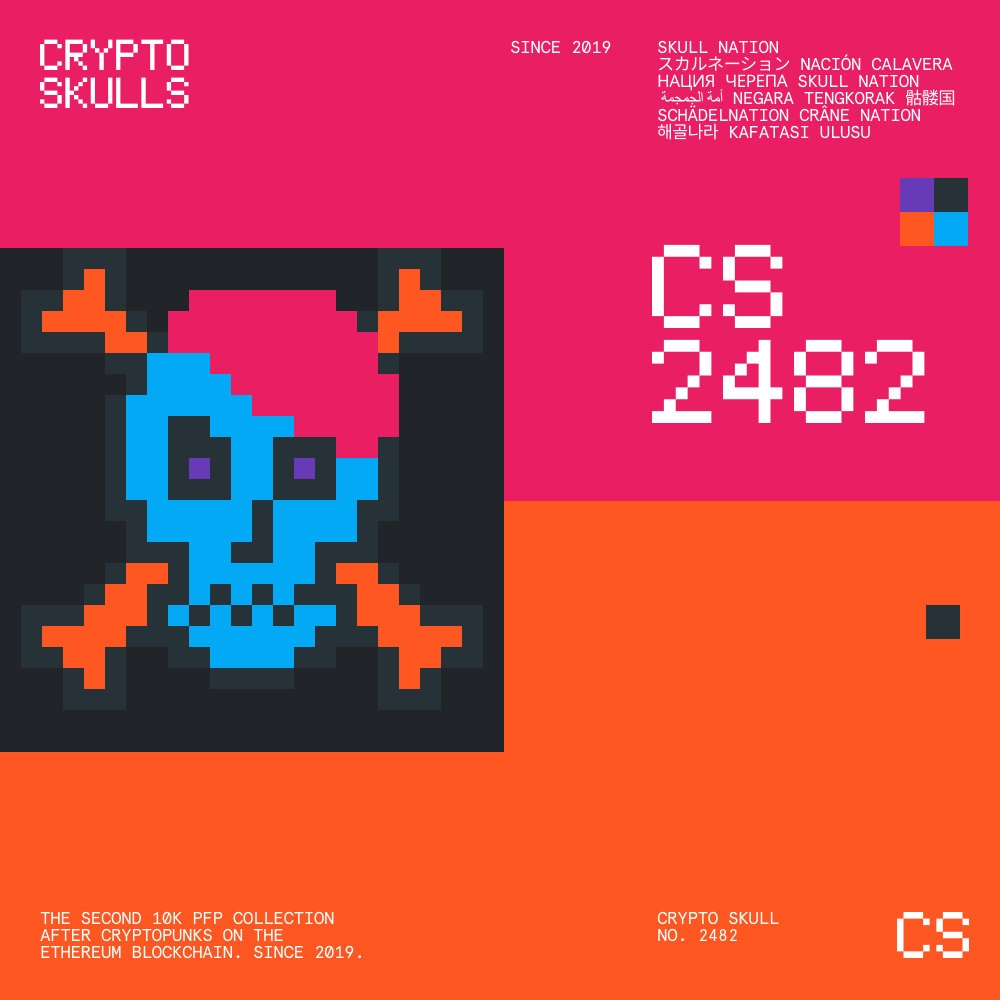 CRYPTO
SKULLS
SINCE 2019
SKULL NATION
スカルネーション NACIÓN CALAVERA
НАЦИЯ ЧЕРЕПА SKULL NATION
أمة الجمجمة NEGARA TENGKORAK 骷髅国
SCHÄDELNATION CRÂNE NATION
해골나라 KAFATASI ULUSU
CS
2482
THE SECOND 10K PFP COLLECTION
AFTER CRYPTOPUNKS ON THE
ETHEREUM BLOCKCHAIN. SINCE 2019.
CRYPTO SKULL
NO. 2482
CS